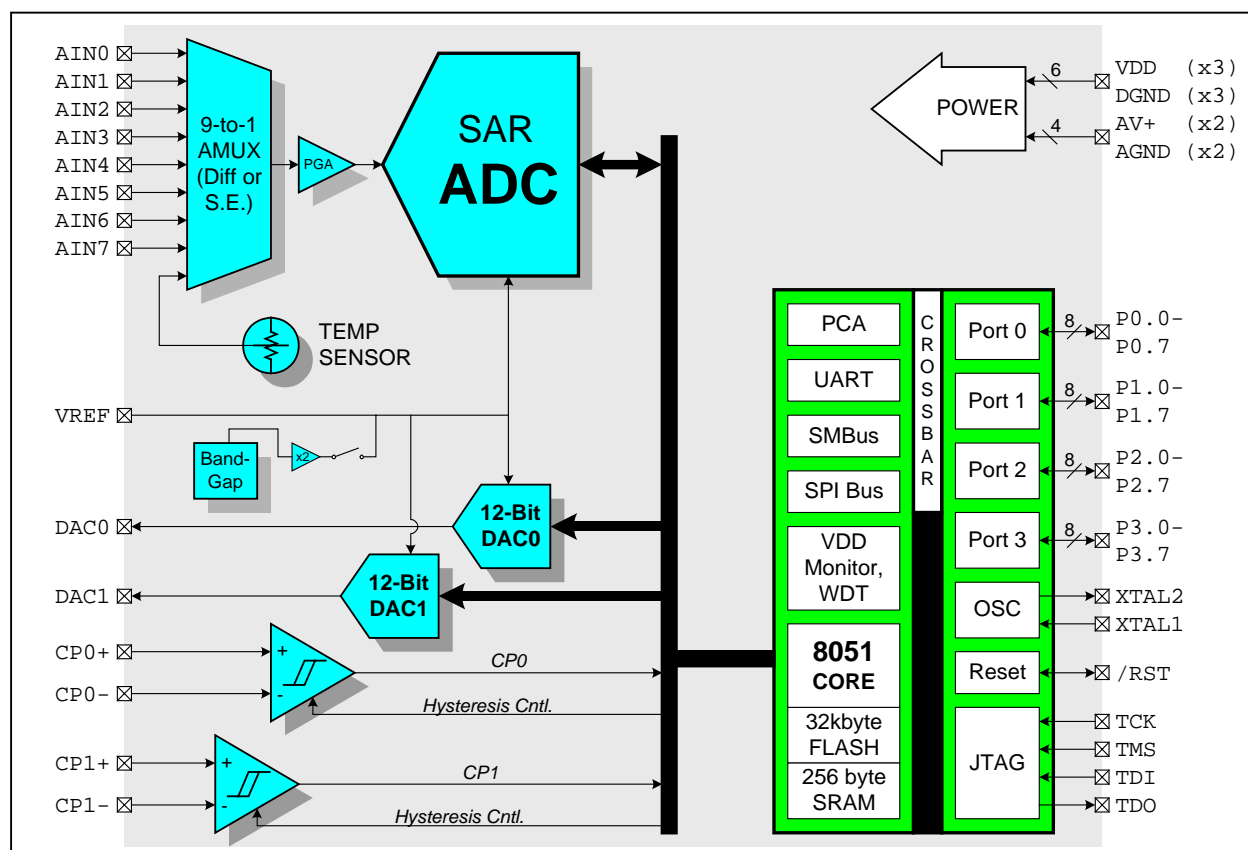 AIN0
AIN1
AIN2
AIN3
AIN4
AIN5
AIN6
AIN7
9-to-1
AMUX
(Diff or
S.E.)
PGA
SAR
ADC
POWER
6
VDD (x3)
DGND (x3)
4
AV+ (x2)
AGND (x2)
TEMP
SENSOR
VREF
Band-
Gap
x2
DAC0
12-Bit
DAC0
DAC1
12-Bit
DAC1
CP0+
CP0-
+
-
CP0
Hysteresis Cntl.
CP1+
CP1-
+
-
CP1
Hysteresis Cntl.
PCA
UART
SMBus
SPI Bus
VDD
Monitor,
WDT
8051
CORE
32kbyte
FLASH
256 byte
SRAM
CROSSBAR
Port 0
8
P0.0-
P0.7
Port 1
8
P1.0-
P1.7
Port 2
8
P2.0-
P2.7
Port 3
8
P3.0-
P3.7
OSC
XTAL2
XTAL1
Reset
/RST
JTAG
TCK
TMS
TDI
TDO